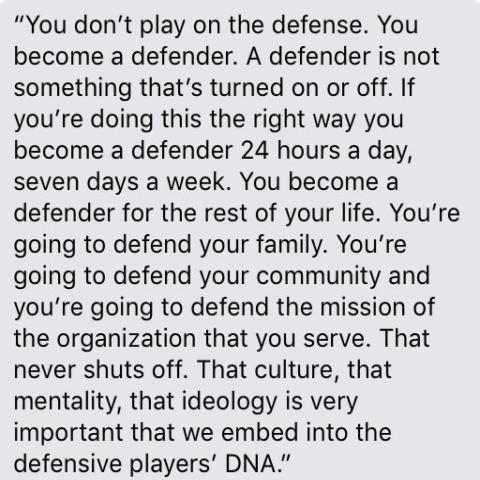 “You don’t play on the defense. You
become a defender. A defender is not
something that’s turned on or off. If
you’re doing this the right way you
become a defender 24 hours a day,
seven days a week. You become a
defender for the rest of your life. You’re
going to defend your family. You’re
going to defend your community and
you’re going to defend the mission of
the organization that you serve. That
never shuts off. That culture, that
mentality, that ideology is very
important that we embed into the
defensive players’ DNA.”